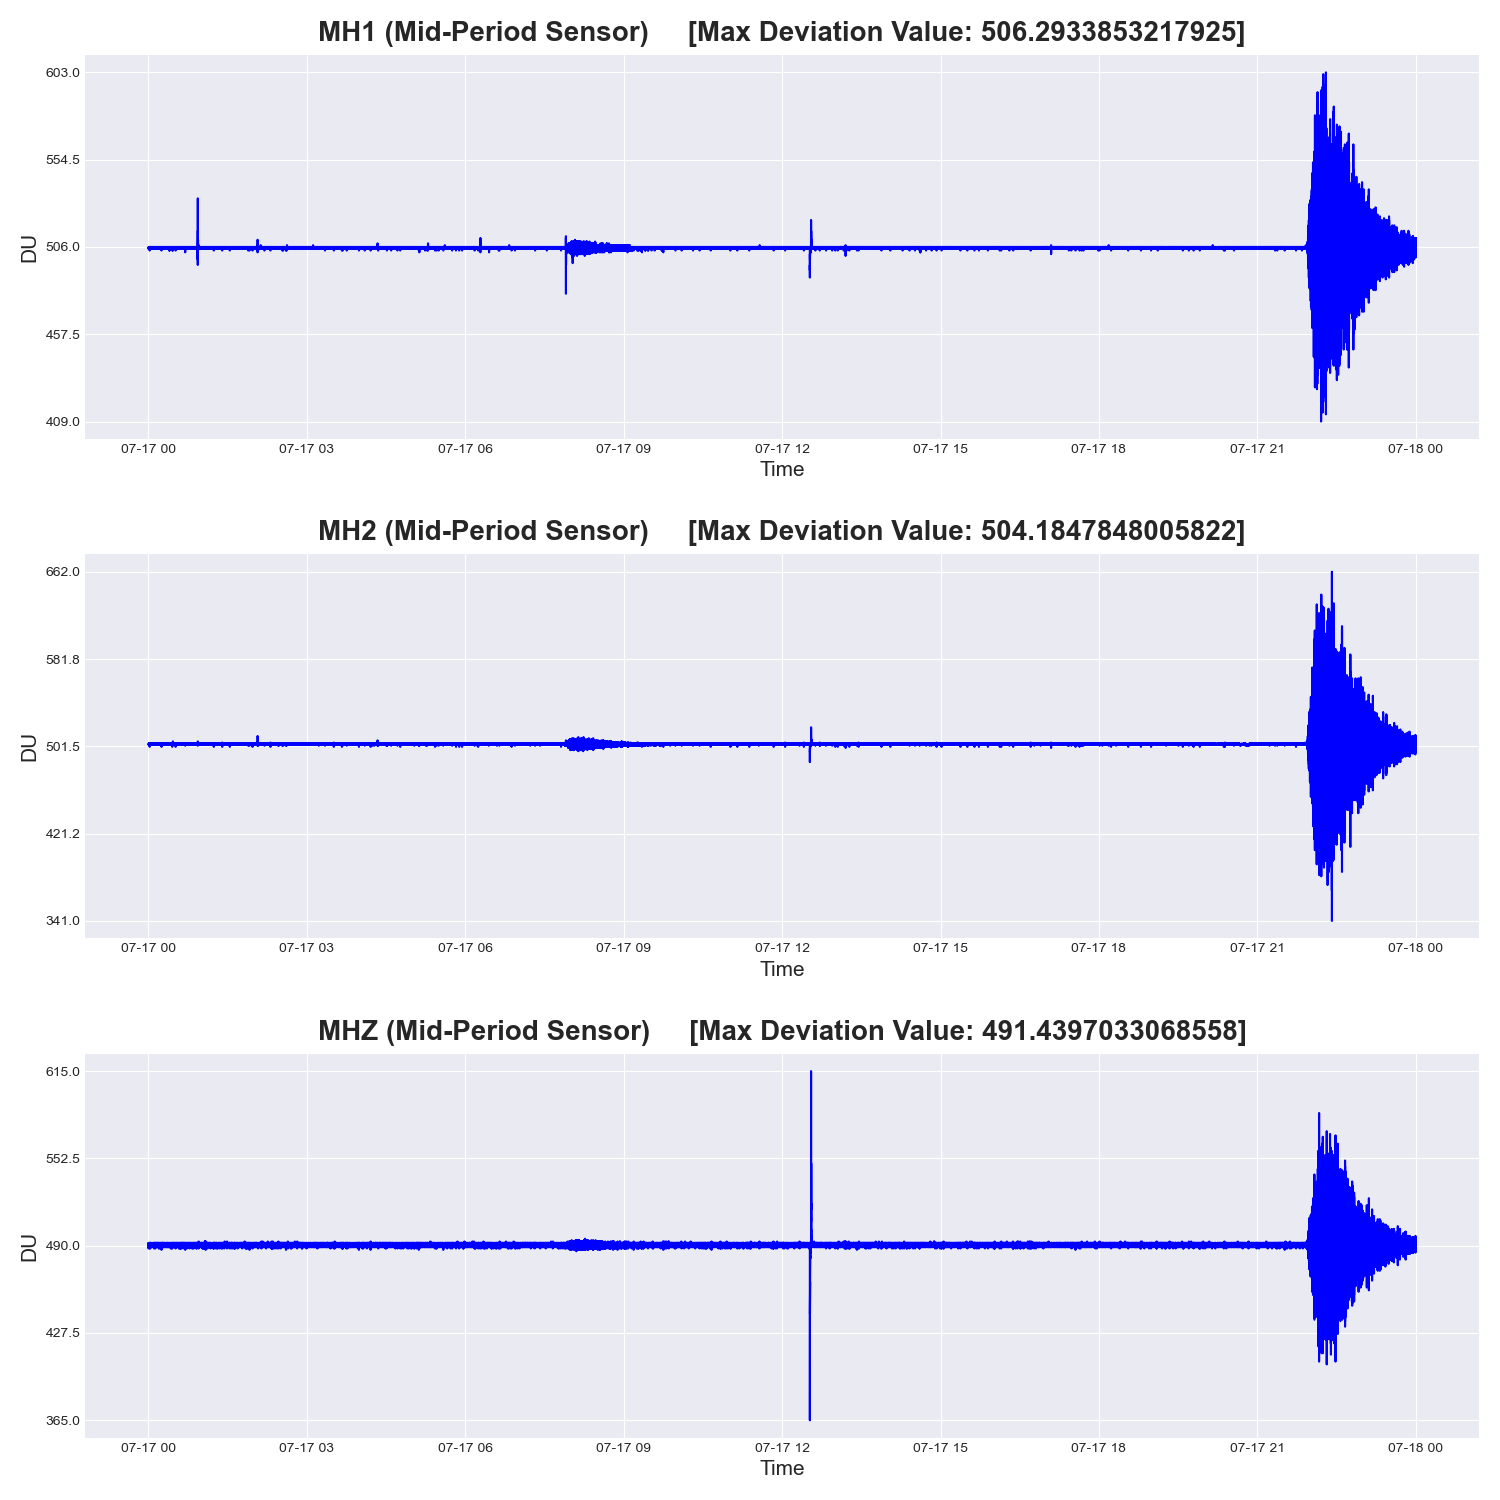 MH1 (Mid-Period Sensor) [Max Deviation Value: 506.2933853217925]
603.0
554.5
506.0
457.5
409.0
DU
07-17 00 07-17 03 07-17 06 07-17 09 07-17 12 07-17 15 07-17 18 07-17 21 07-18 00
Time
MH2 (Mid-Period Sensor) [Max Deviation Value: 504.1847848005822]
662.0
581.8
501.5
421.2
341.0
DU
07-17 00 07-17 03 07-17 06 07-17 09 07-17 12 07-17 15 07-17 18 07-17 21 07-18 00
Time
MHZ (Mid-Period Sensor) [Max Deviation Value: 491.4397033068558]
615.0
552.5
490.0
427.5
365.0
DU
07-17 00 07-17 03 07-17 06 07-17 09 07-17 12 07-17 15 07-17 18 07-17 21 07-18 00
Time